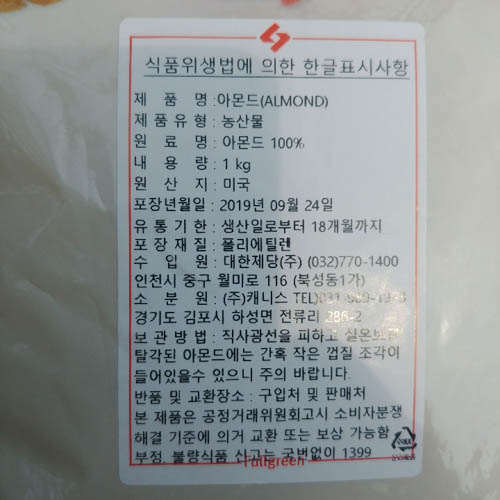 식품위생법에 의한 한글표시사항
제 품 명 : 아몬드(ALMOND)
제 품 유 형 : 농산물
원 료 명 : 아몬드 100%
내 용 량 : 1 kg
원 산 지 : 미국
포장년월일 : 2019년 09월 24일
유 통 기 한 : 생산일로부터 18개월까지
포 장 재 질 : 폴리에틸렌
수 입 원 : 대한제당(주) (032)770-1400
인천시 중구 월미로 116 (북성동1가)
소 분 원 : (주)캐니스 TEL)031-989-
경기도 김포시 하성면 전류리 286-2
보 관 방 법 : 직사광선을 피하고 실온보관
탈각된 아몬드에는 간혹 작은 껍질 조각이
들어있을수 있으니 주의 바랍니다.
반품 및 교환장소 : 구입처 및 판매처
본 제품은 공정거래위원회고시 소비자분쟁
해결 기준에 의거 교환 또는 보상 가능함
부정, 불량식품 신고는 국번없이 1399
Fullgreen